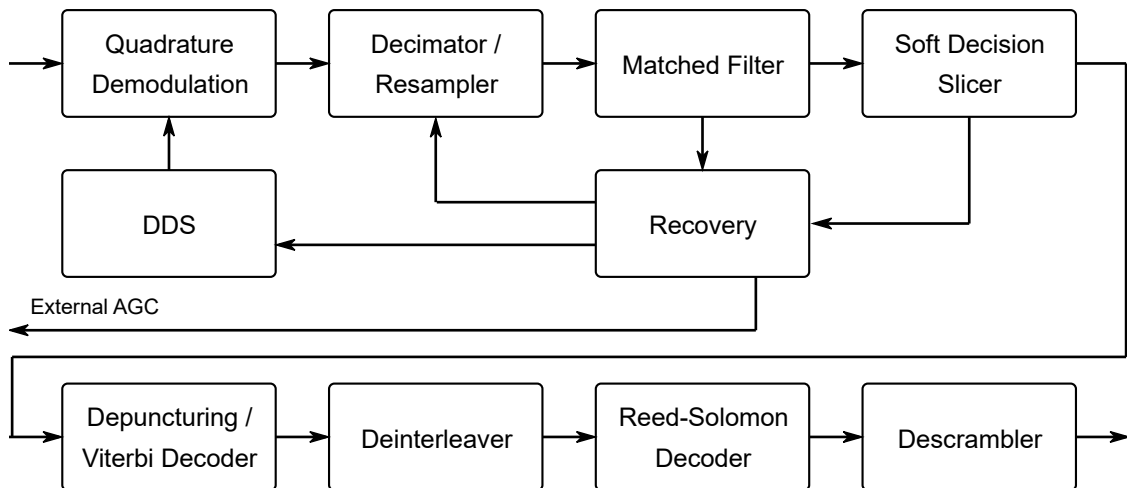 Quadrature
Demodulation
Decimator /
Resampler
Matched Filter
Soft Decision
Slicer
DDS
Recovery
External AGC
Depuncturing /
Viterbi Decoder
Deinterleaver
Reed-Solomon
Decoder
Descrambler